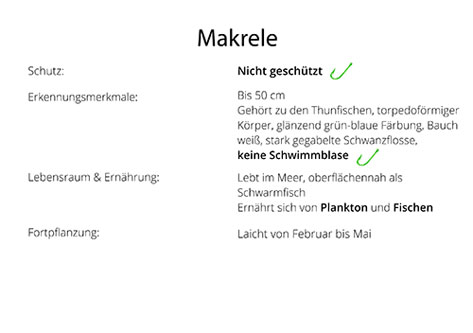 Makrele
Schutz: Nicht geschützt
Erkennungsmerkmale: Bis 50 cm
Gehört zu den Thunfischen, torpedoförmiger
Körper, glänzend grün-blaue Färbung, Bauch
weiß, stark gegabelte Schwanzflosse,
keine Schwimmblase
Lebensraum & Ernährung: Lebt im Meer, oberflächennah als
Schwarmfisch
Ernährt sich von Plankton und Fischen
Fortpflanzung: Laicht von Februar bis Mai